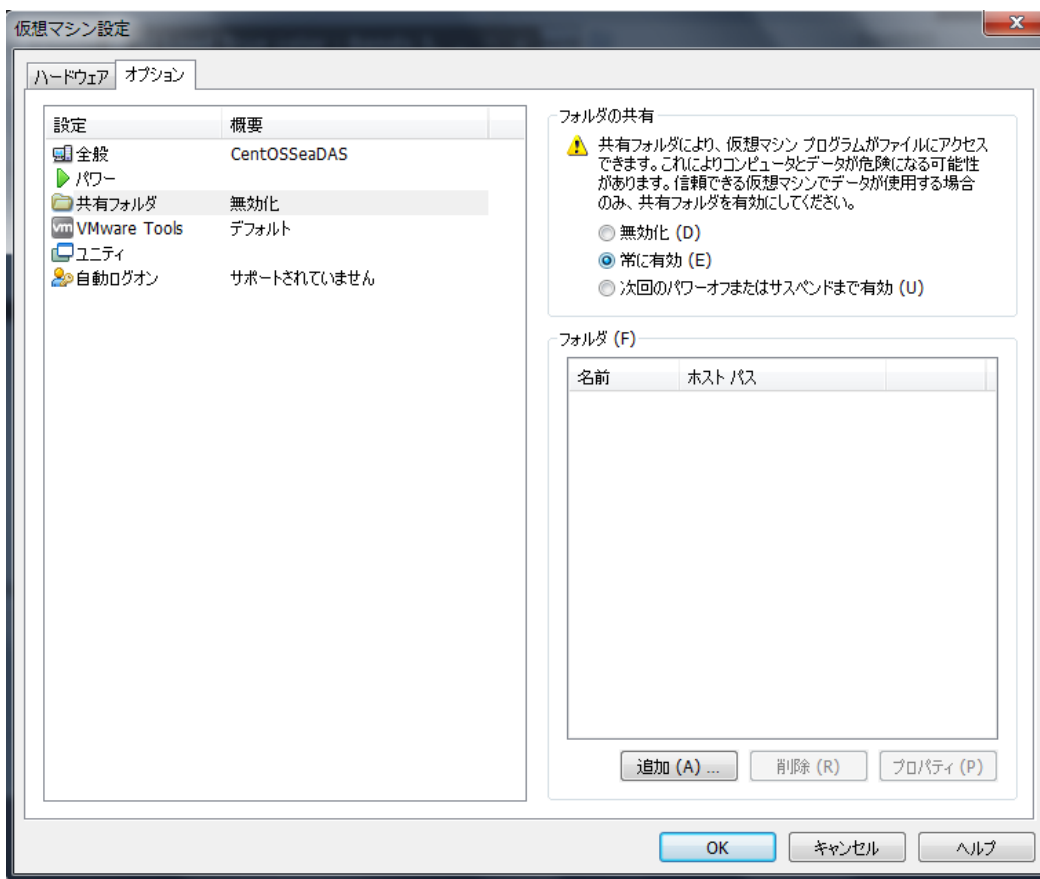 仮想マシン設定
ハードウェア オプション
設定 概要
全般 CentOSSeaDAS
パワー
共有フォルダ 無効化
VMware Tools デフォルト
ユニティ
自動ログオン サポートされていません
フォルダの共有
共有フォルダにより、仮想マシン プログラムがファイルにアクセス
できます。これによりコンピュータとデータが危険になる可能性
があります。信頼できる仮想マシンでデータが使用する場合
のみ、共有フォルダを有効にしてください。
無効化 (D)
常に有効 (E)
次回のパワーオフまたはサスペンドまで有効 (U)
フォルダ (F)
名前 ホスト パス
追加 (A) ... 削除 (R) プロパティ (P)
OK キャンセル ヘルプ